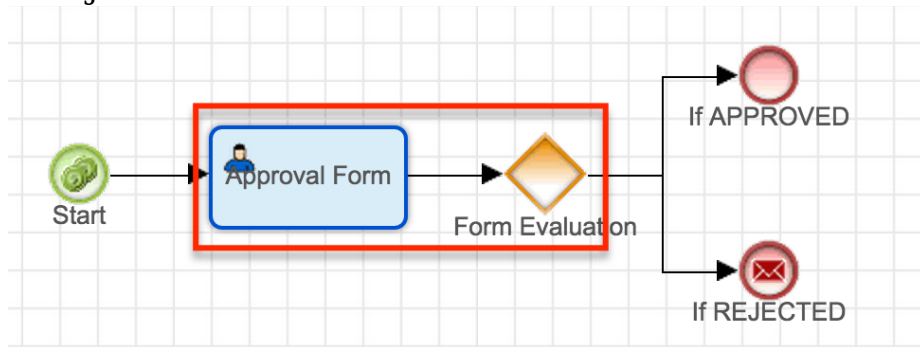 Start
Approval Form
Form Evaluation
If APPROVED
If REJECTED